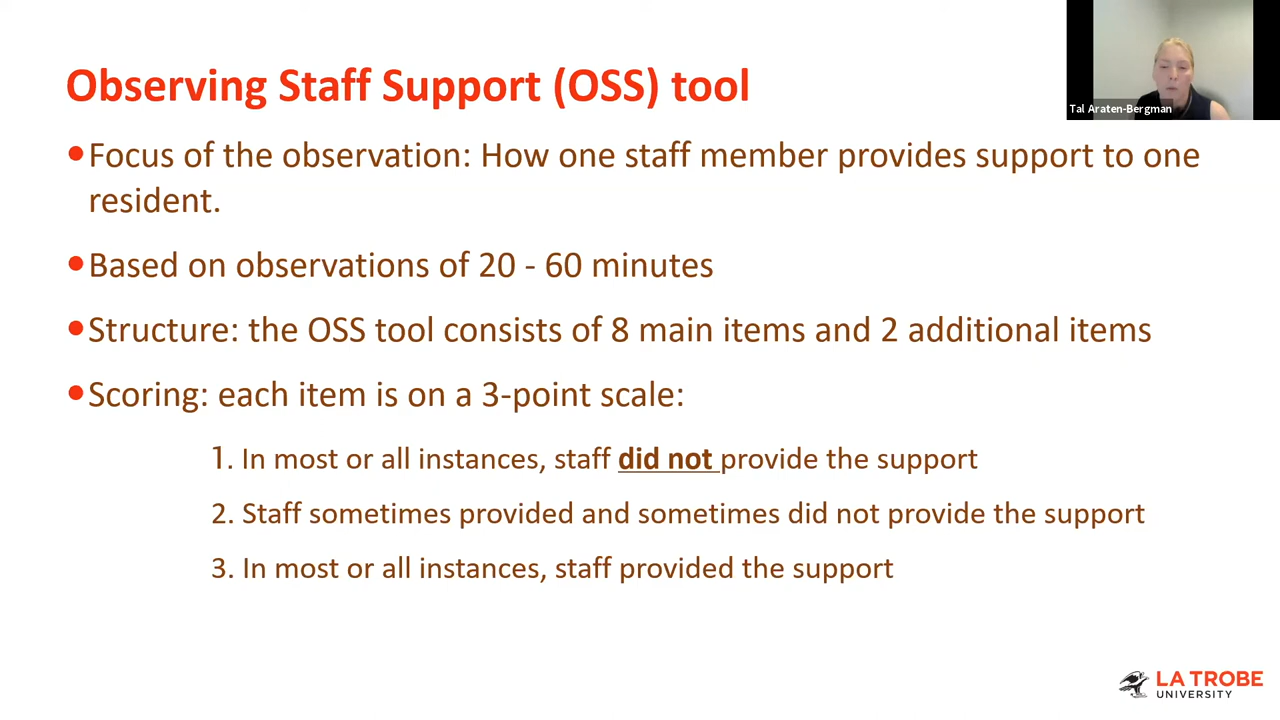 Observing Staff Support (OSS) tool
Tal Araten-Bergman
•Focus of the observation: How one staff member provides support to one
resident.
•Based on observations of 20 - 60 minutes
•Structure: the OSS tool consists of 8 main items and 2 additional items
•Scoring: each item is on a 3-point scale:
1. In most or all instances, staff did not provide the support
2. Staff sometimes provided and sometimes did not provide the support
3. In most or all instances, staff provided the support
LA TROBE
UNIVERSITY